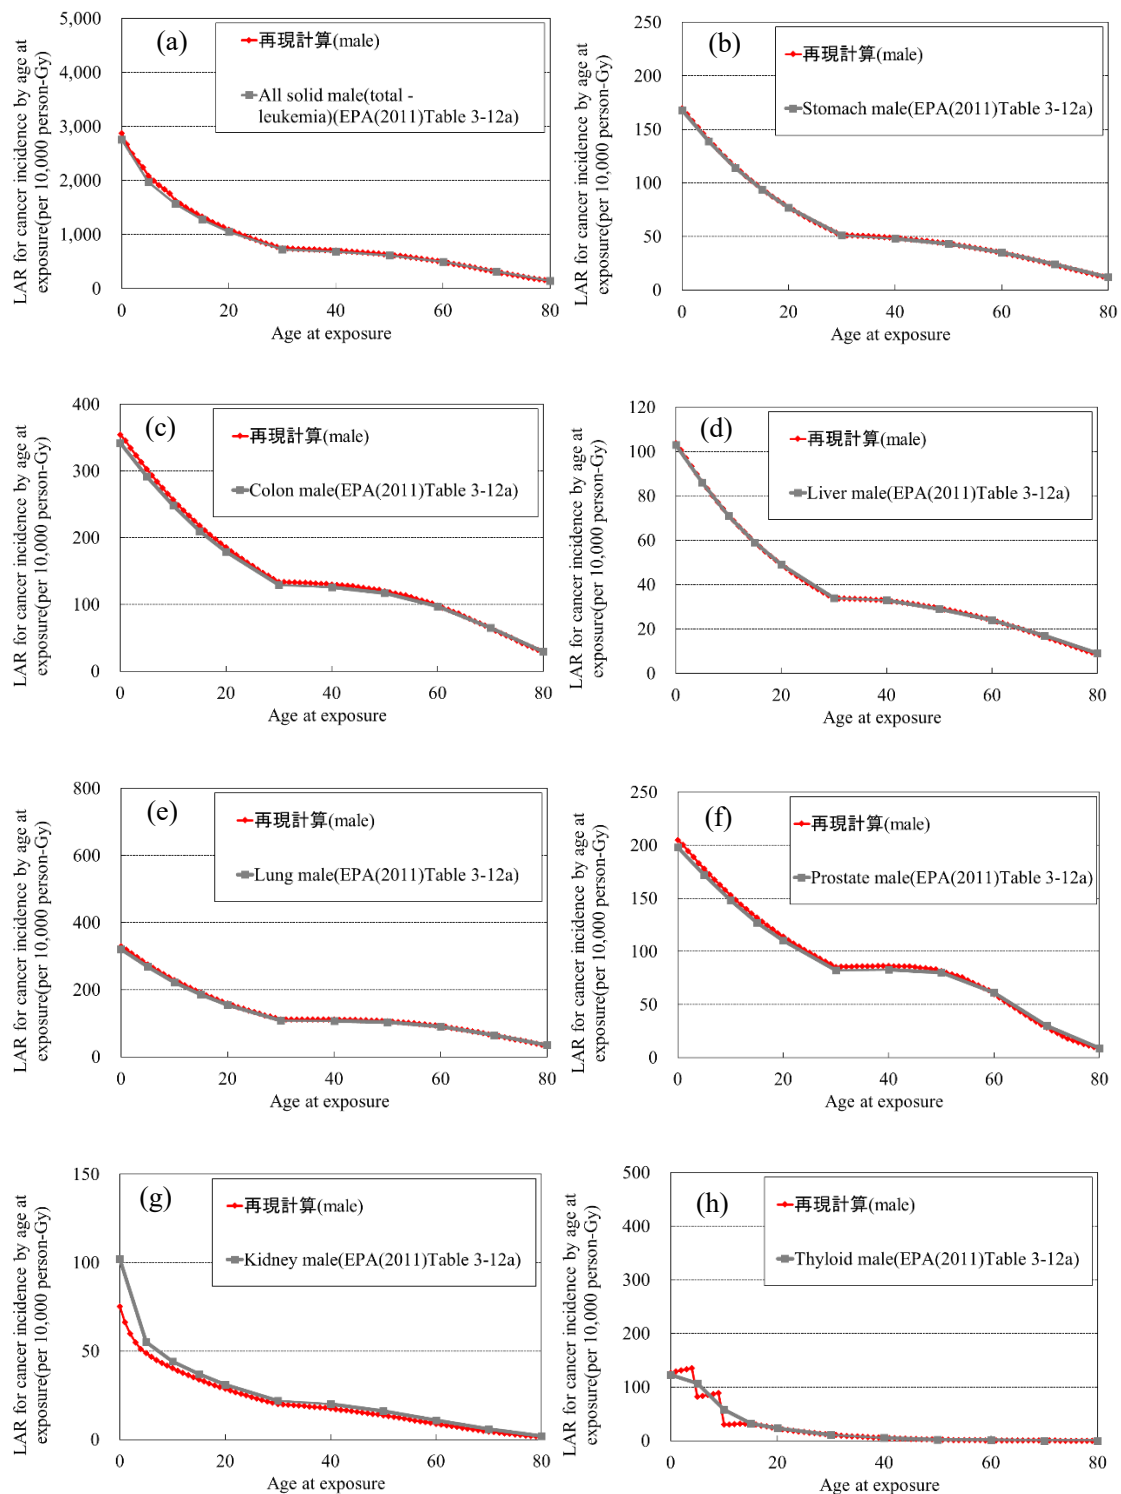 (a)
再現計算(male)
All solid male(total -
leukemia)(EPA(2011)Table 3-12a)
LAR for cancer incidence by age at
exposure(per 10,000 person-Gy)
5,000
4,000
3,000
2,000
1,000
0
0 20 40 60 80
Age at exposure
(b)
再現計算(male)
Stomach male(EPA(2011)Table 3-12a)
LAR for cancer incidence by age at
exposure(per 10,000 person-Gy)
250
200
150
100
50
0
0 20 40 60 80
Age at exposure
(c)
再現計算(male)
Colon male(EPA(2011)Table 3-12a)
LAR for cancer incidence by age at
exposure(per 10,000 person-Gy)
400
300
200
100
0
0 20 40 60 80
Age at exposure
(d)
再現計算(male)
Liver male(EPA(2011)Table 3-12a)
LAR for cancer incidence by age at
exposure(per 10,000 person-Gy)
120
100
80
60
40
20
0
0 20 40 60 80
Age at exposure
(e)
再現計算(male)
Lung male(EPA(2011)Table 3-12a)
LAR for cancer incidence by age at
exposure(per 10,000 person-Gy)
800
600
400
200
0
0 20 40 60 80
Age at exposure
(f)
再現計算(male)
Prostate male(EPA(2011)Table 3-12a)
LAR for cancer incidence by age at
exposure(per 10,000 person-Gy)
250
200
150
100
50
0
0 20 40 60 80
Age at exposure
(g)
再現計算(male)
Kidney male(EPA(2011)Table 3-12a)
LAR for cancer incidence by age at
exposure(per 10,000 person-Gy)
150
100
50
0
0 20 40 60 80
Age at exposure
(h)
再現計算(male)
Thyloid male(EPA(2011)Table 3-12a)
LAR for cancer incidence by age at
exposure(per 10,000 person-Gy)
500
400
300
200
100
0
0 20 40 60 80
Age at exposure